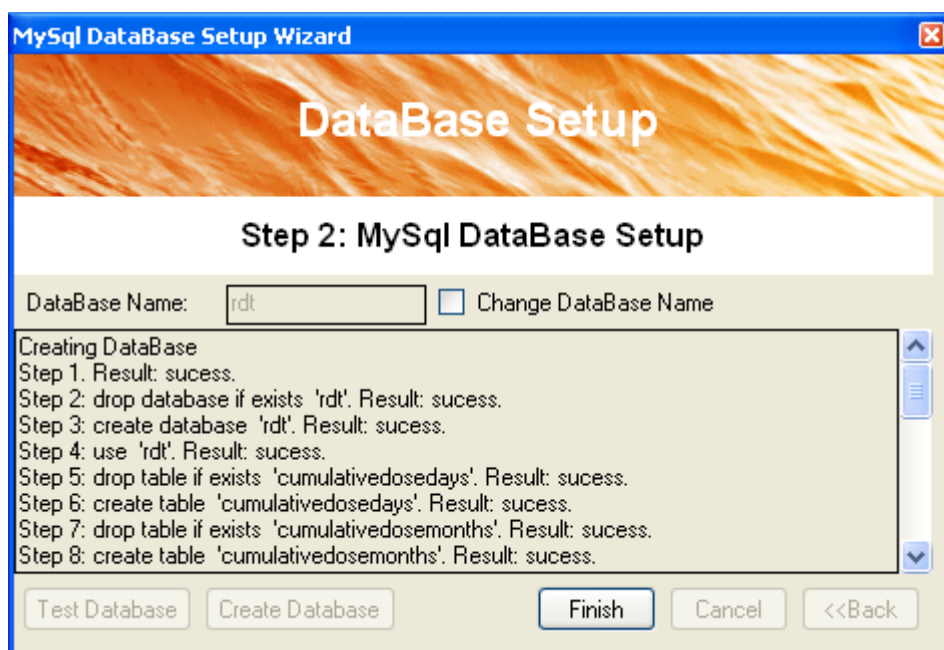 MySql DataBase Setup Wizard
DataBase Setup
Step 2: MySql DataBase Setup
DataBase Name: rdt Change DataBase Name
Creating DataBase
Step 1. Result: sucess.
Step 2: drop database if exists 'rdt'. Result: sucess.
Step 3: create database 'rdt'. Result: sucess.
Step 4: use 'rdt'. Result: sucess.
Step 5: drop table if exists 'cumulativedosedays'. Result: sucess.
Step 6: create table 'cumulativedosedays'. Result: sucess.
Step 7: drop table if exists 'cumulativedosemonths'. Result: sucess.
Step 8: create table 'cumulativedosemonths'. Result: sucess.
Test Database Create Database Finish Cancel <<Back